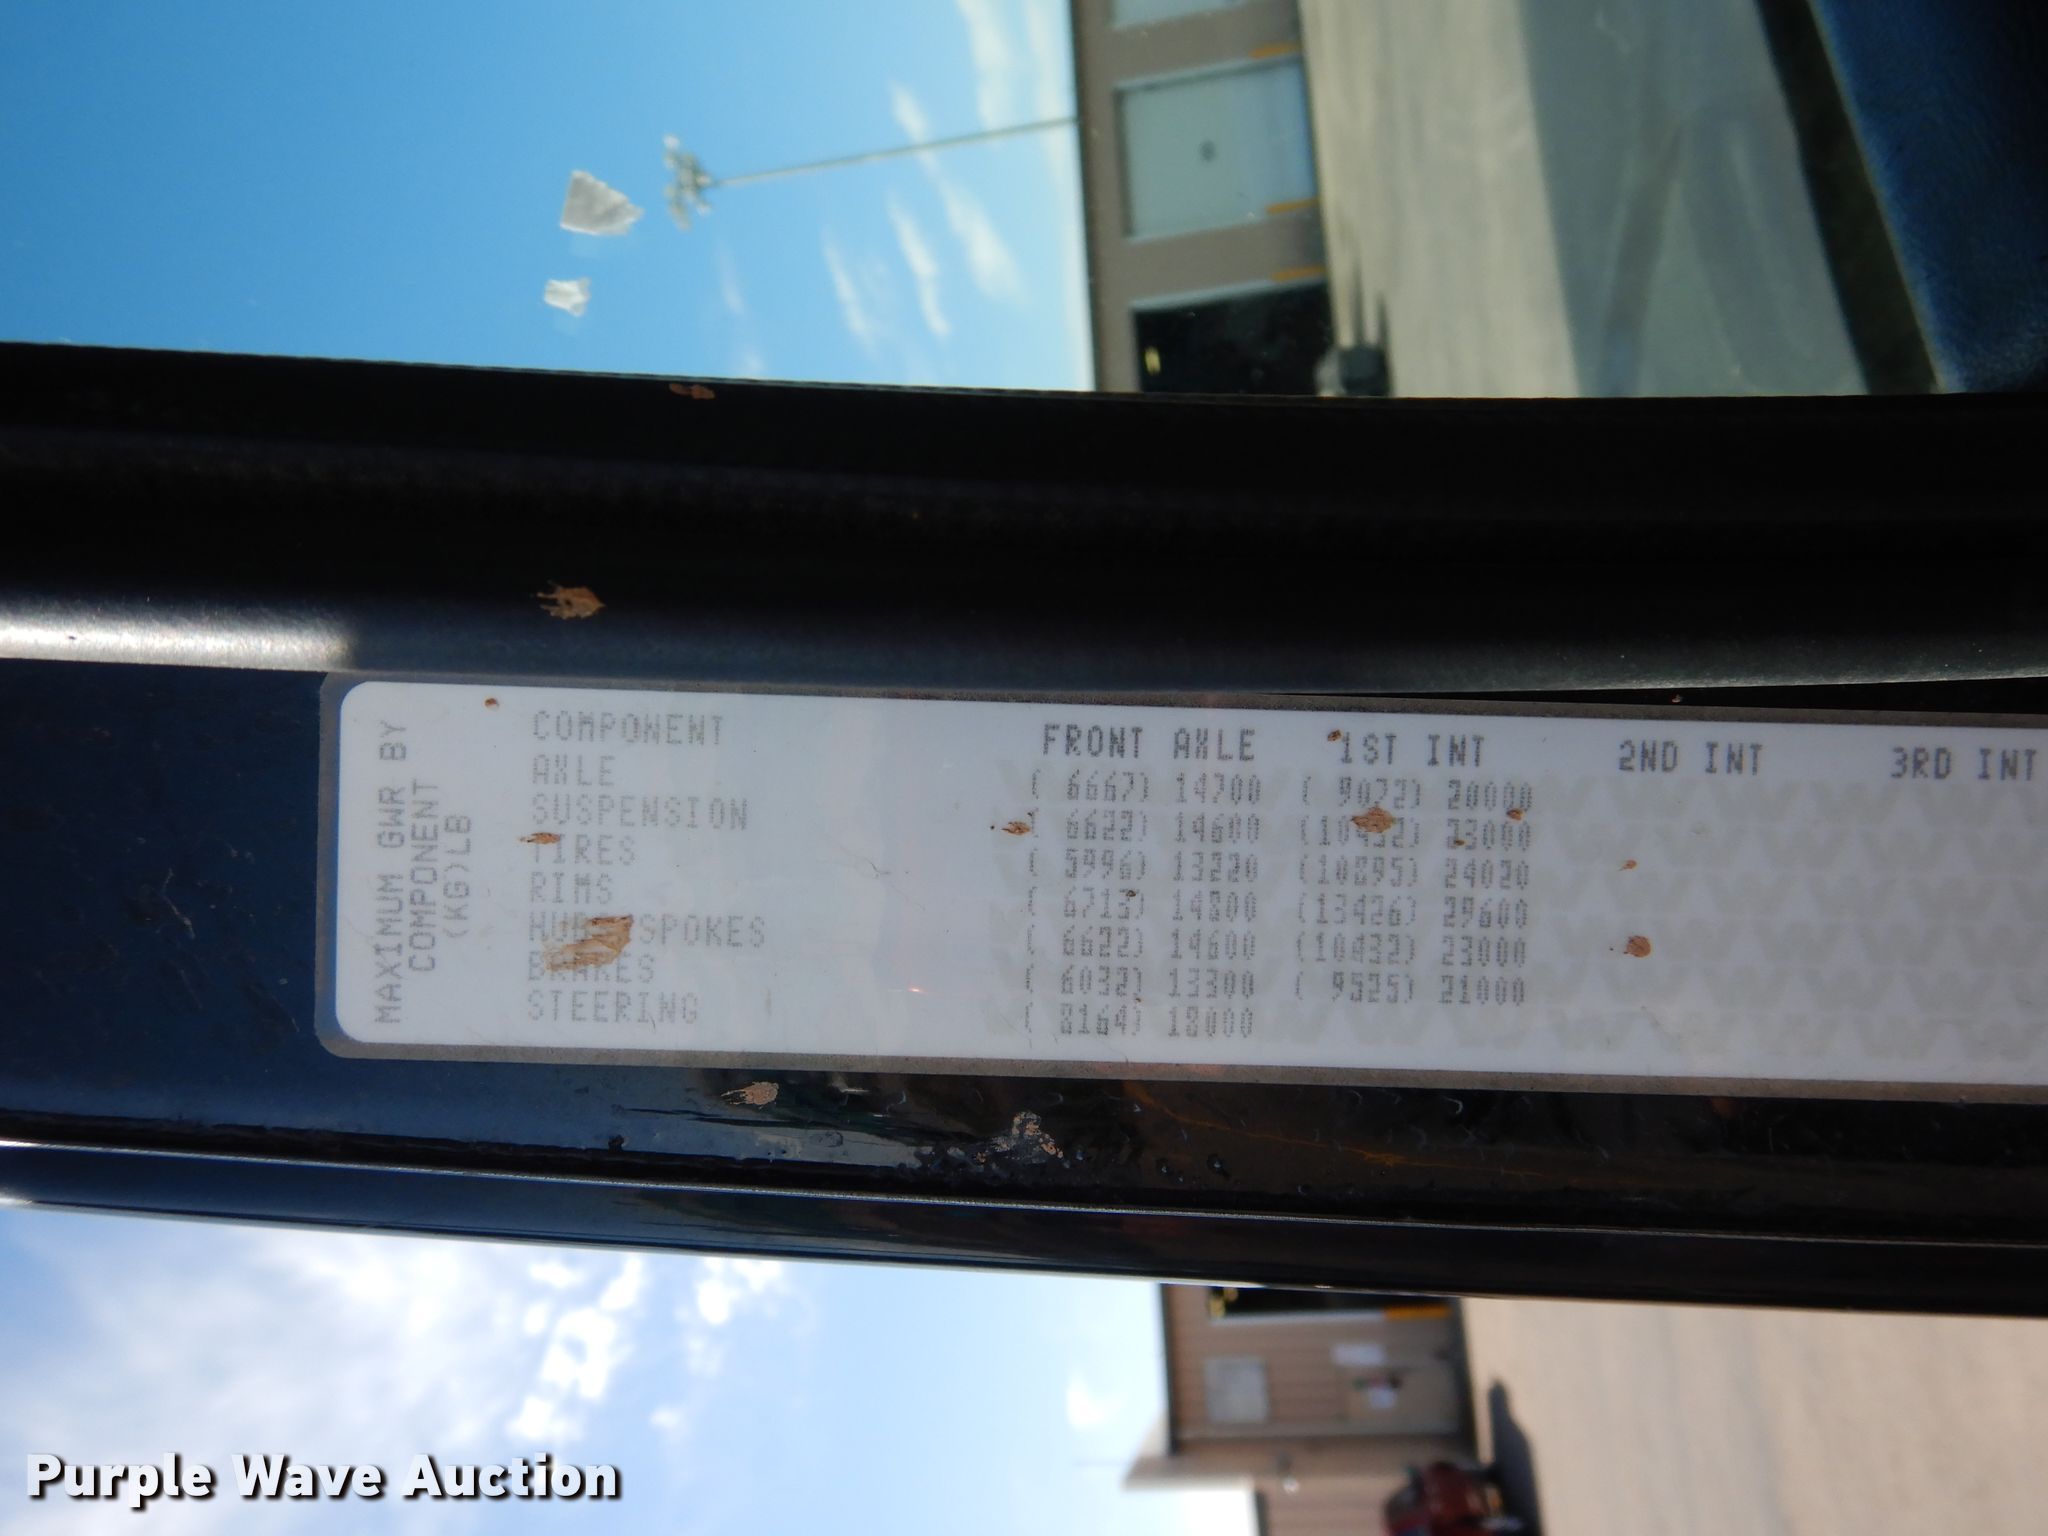 MAXIMUM GWR BY
COMPONENT
(KG)LB
COMPONENT FRONT AXLE 1ST INT 2ND INT 3RD INT
AXLE ( 6667) 14700 ( 9072) 20000
SUSPENSION ( 6622) 14600 (10432) 23000
TIRES ( 5996) 13220 (10895) 24020
RIMS ( 6713) 14800 (13426) 29600
HUB SPOKES ( 6622) 14600 (10432) 23000
BRAKES ( 6032) 13300 ( 9525) 21000
STEERING ( 8164) 18000
Purple Wave Auction